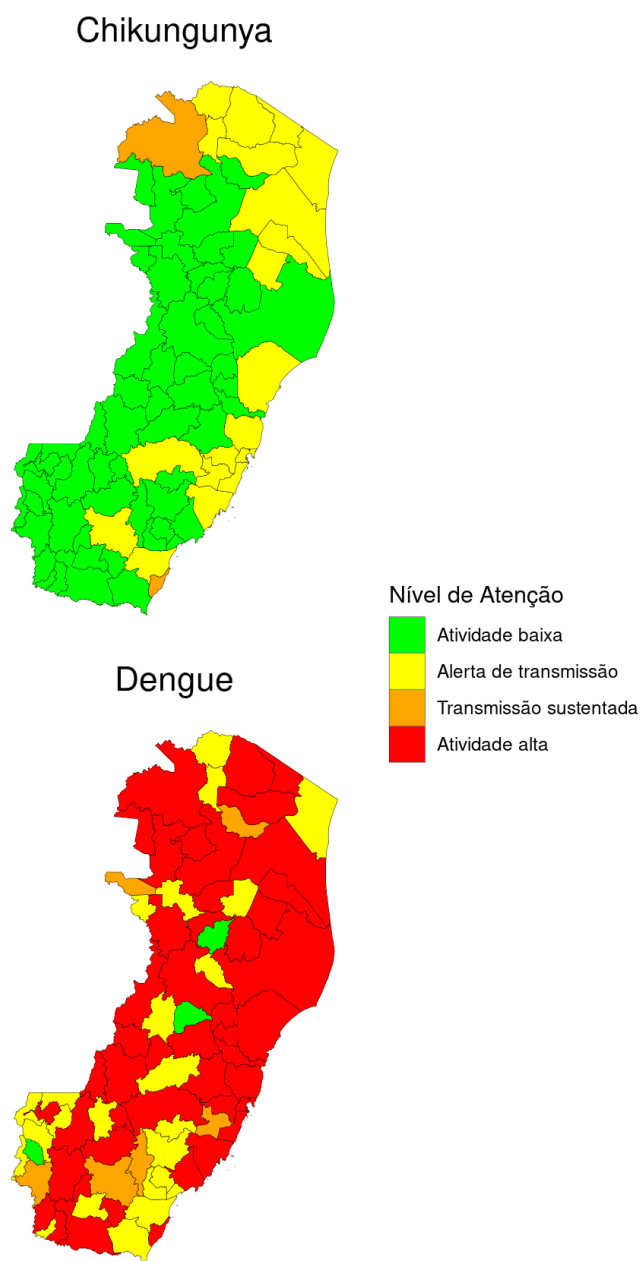 Chikungunya
Nível de Atenção
Atividade baixa
Alerta de transmissão
Transmissão sustentada
Atividade alta
Dengue